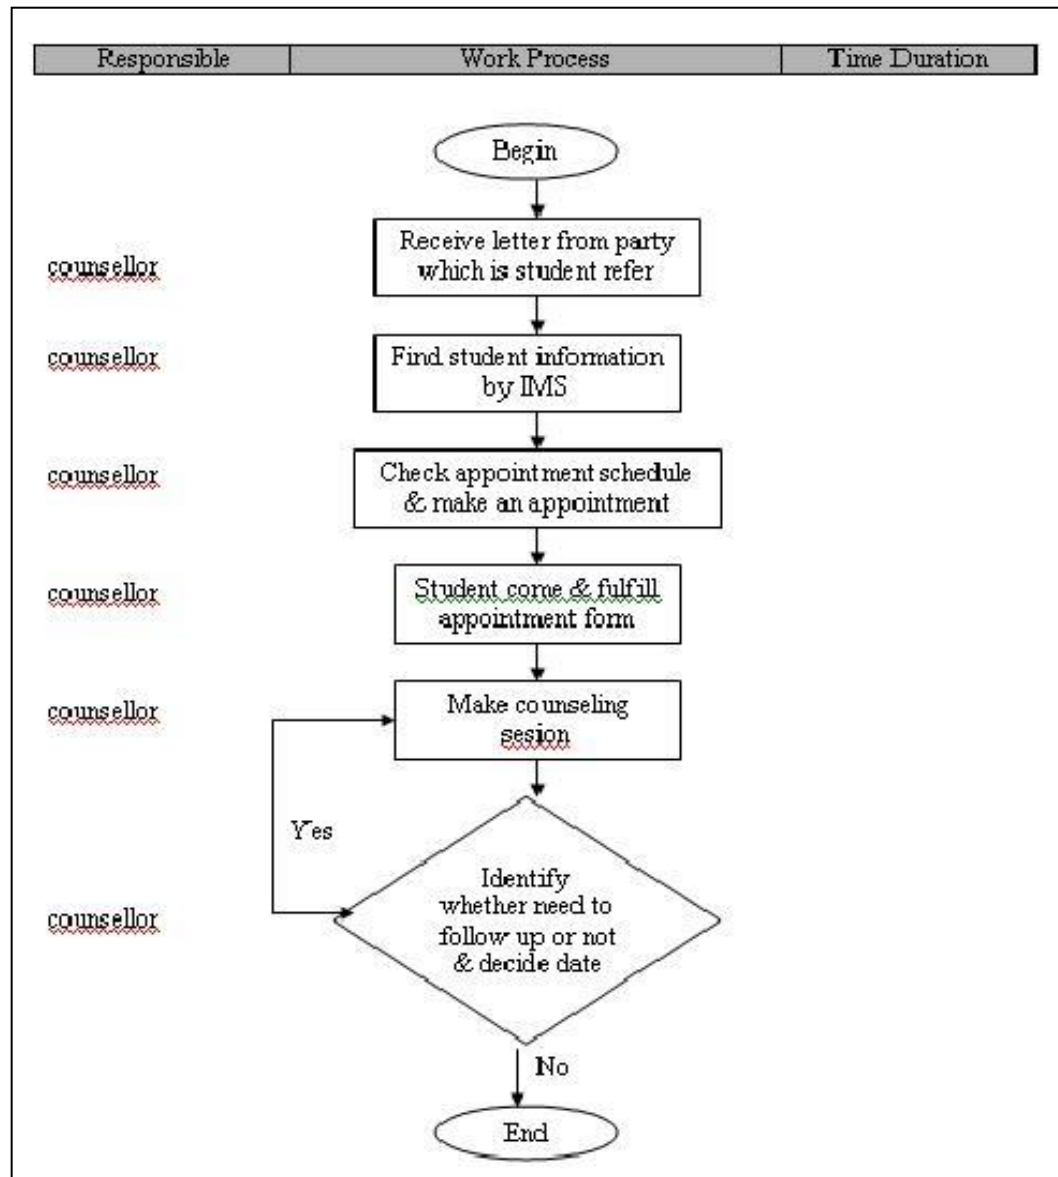 Responsible Work Process Time Duration
Begin
Receive letter from party
counsellor which is student refer
counsellor Find student information
by IMS
counsellor Check appointment schedule
& make an appointment
counsellor Student come & fulfill
appointment form
counsellor Make counseling
sesion
Yes
Identify
whether need to
counsellor follow up or not
& decide date
No
End